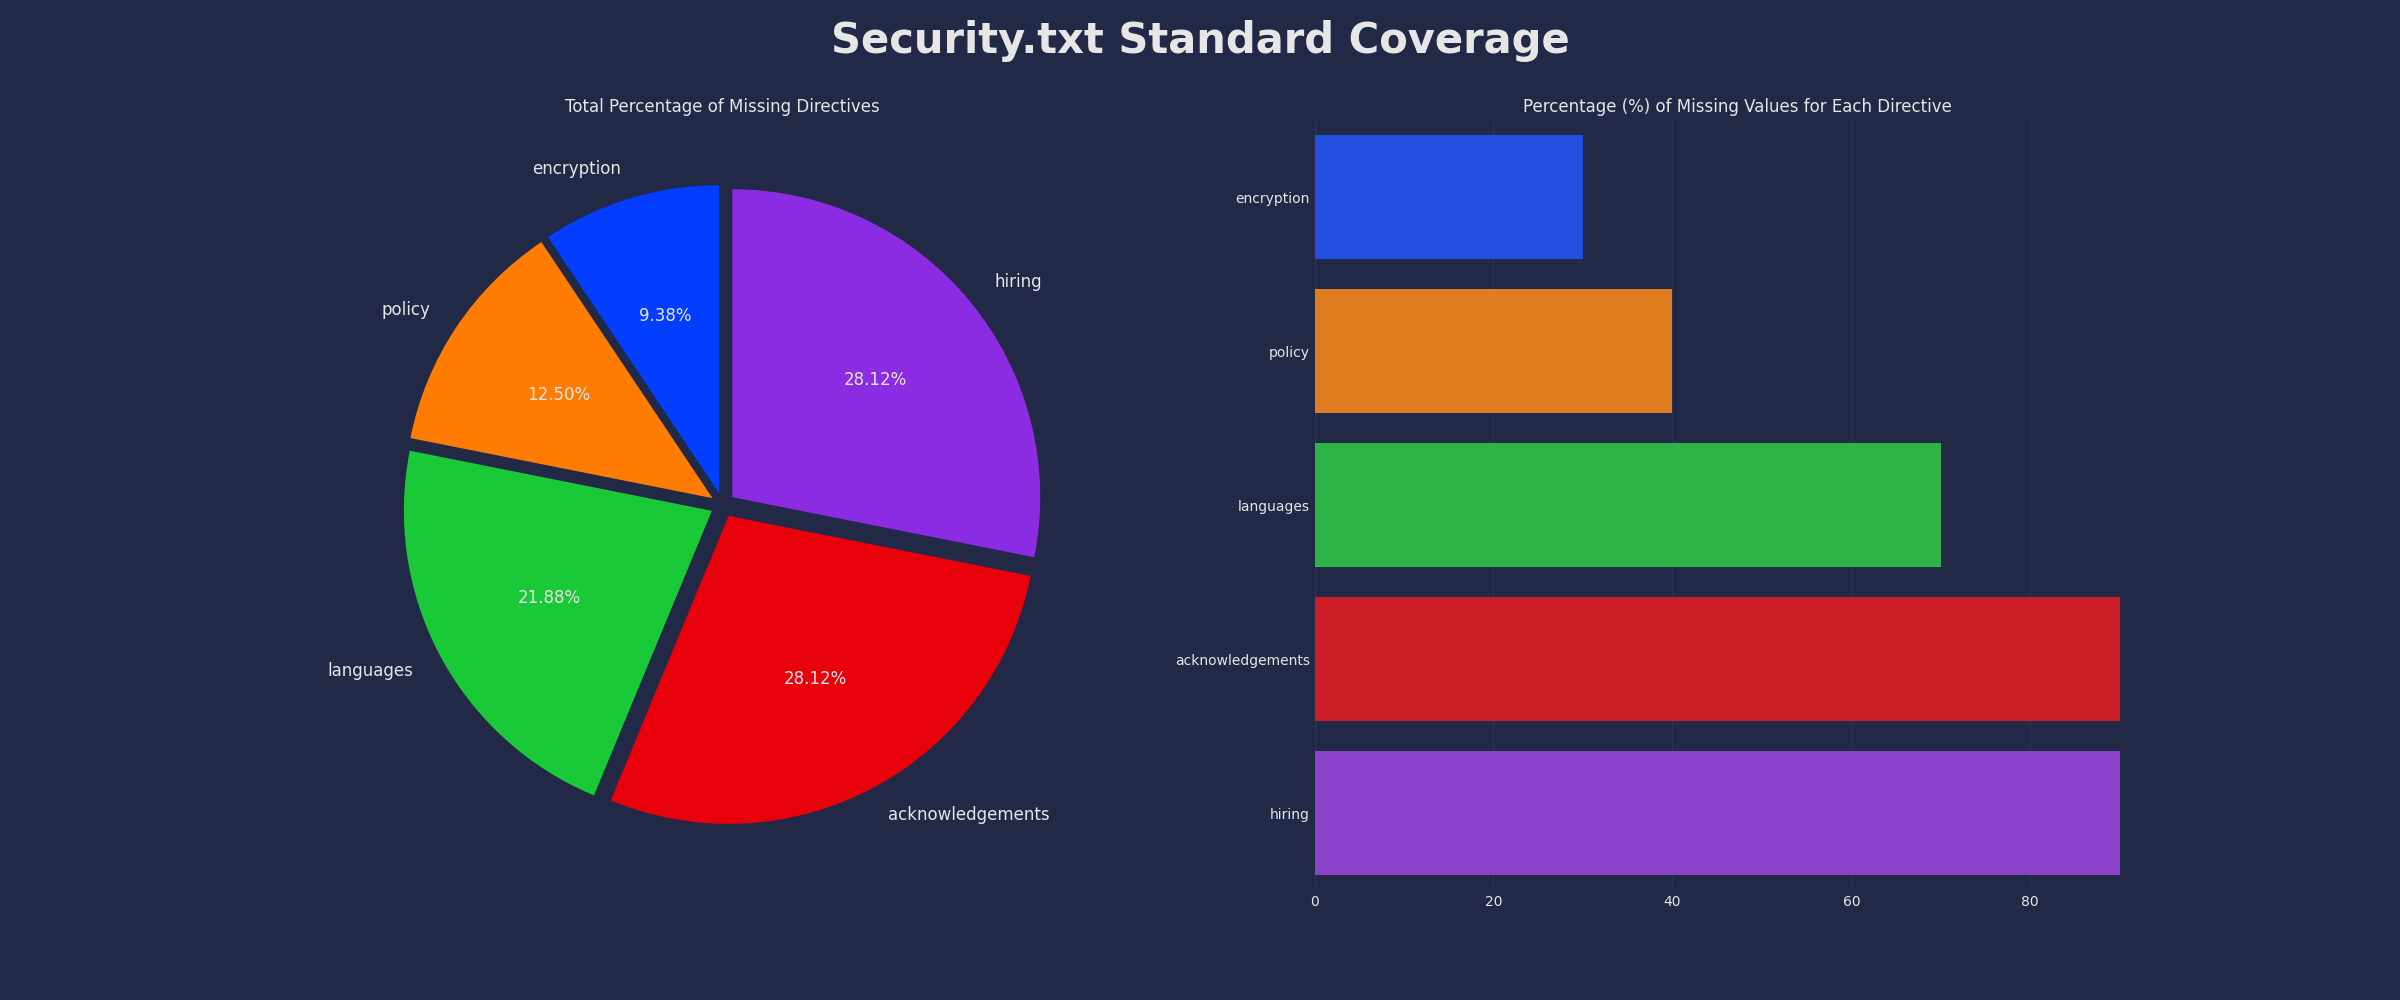 Security.txt Standard Coverage
Total Percentage of Missing Directives
encryption
9.38%
policy
12.50%
languages
21.88%
acknowledgements
28.12%
hiring
28.12%
Percentage (%) of Missing Values for Each Directive
encryption
policy
languages
acknowledgements
hiring
0 20 40 60 80